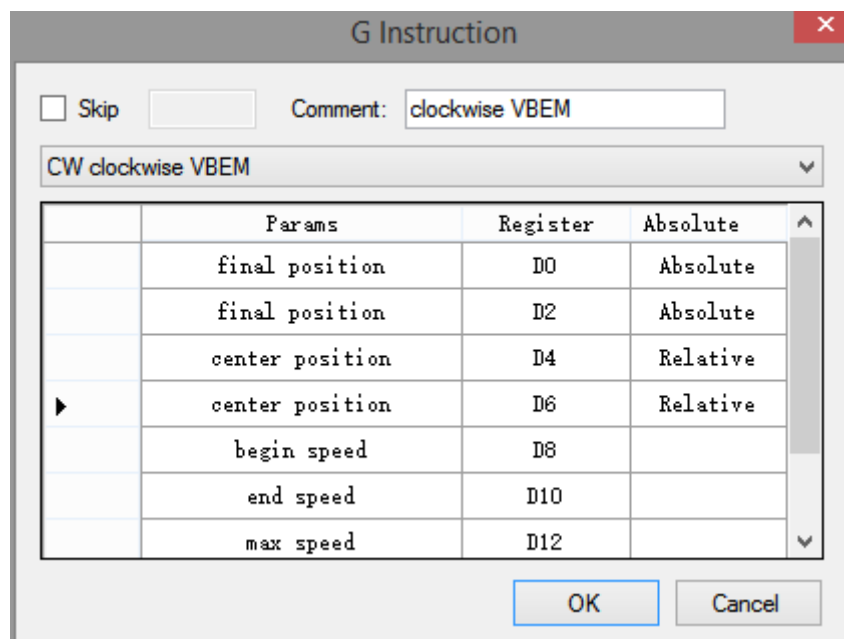 G Instruction
Skip Comment: clockwise VBEM
CW clockwise VBEM
Params Register Absolute
final position D0 Absolute
final position D2 Absolute
center position D4 Relative
center position D6 Relative
begin speed D8
end speed D10
max speed D12
OK Cancel